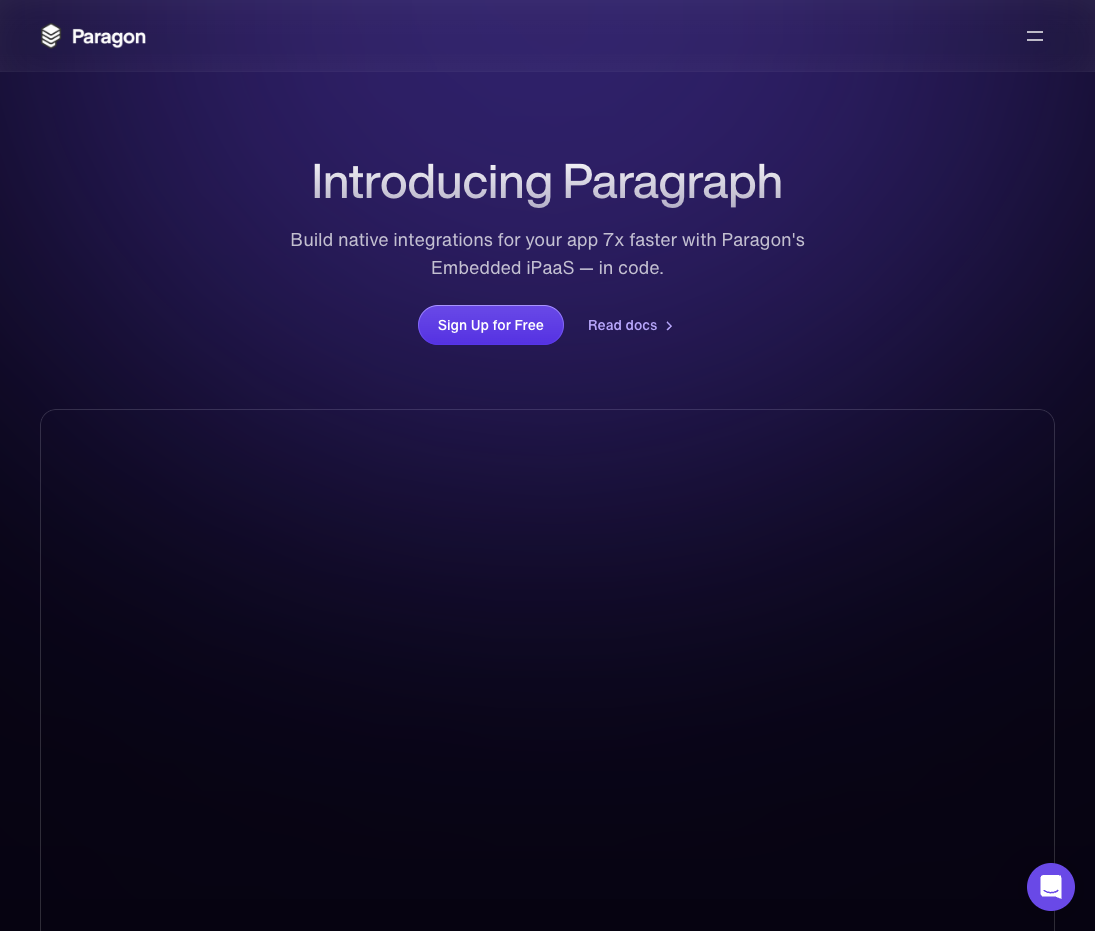 Paragon
Introducing Paragraph
Build native integrations for your app 7x faster with Paragon's
Embedded iPaaS — in code.
Sign Up for Free
Read docs